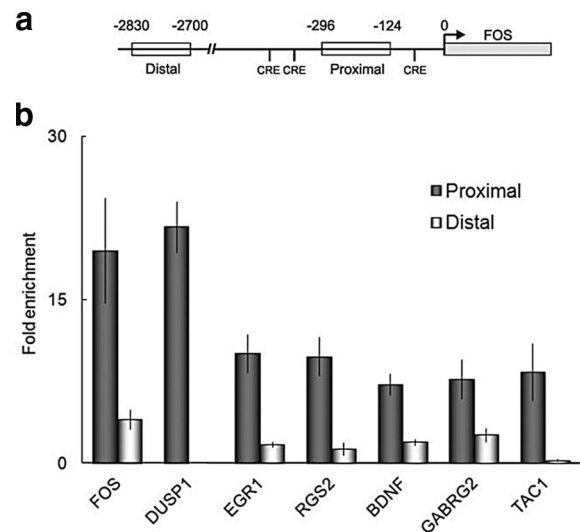 a
-2830 -2700 -296 -124 0
FOS
Distal CRE CRE Proximal CRE
b
30
Proximal
Distal
15
Fold enrichment
0
FOS DUSP1 EGR1 RGS2 BDNF GABRG2 TAC1